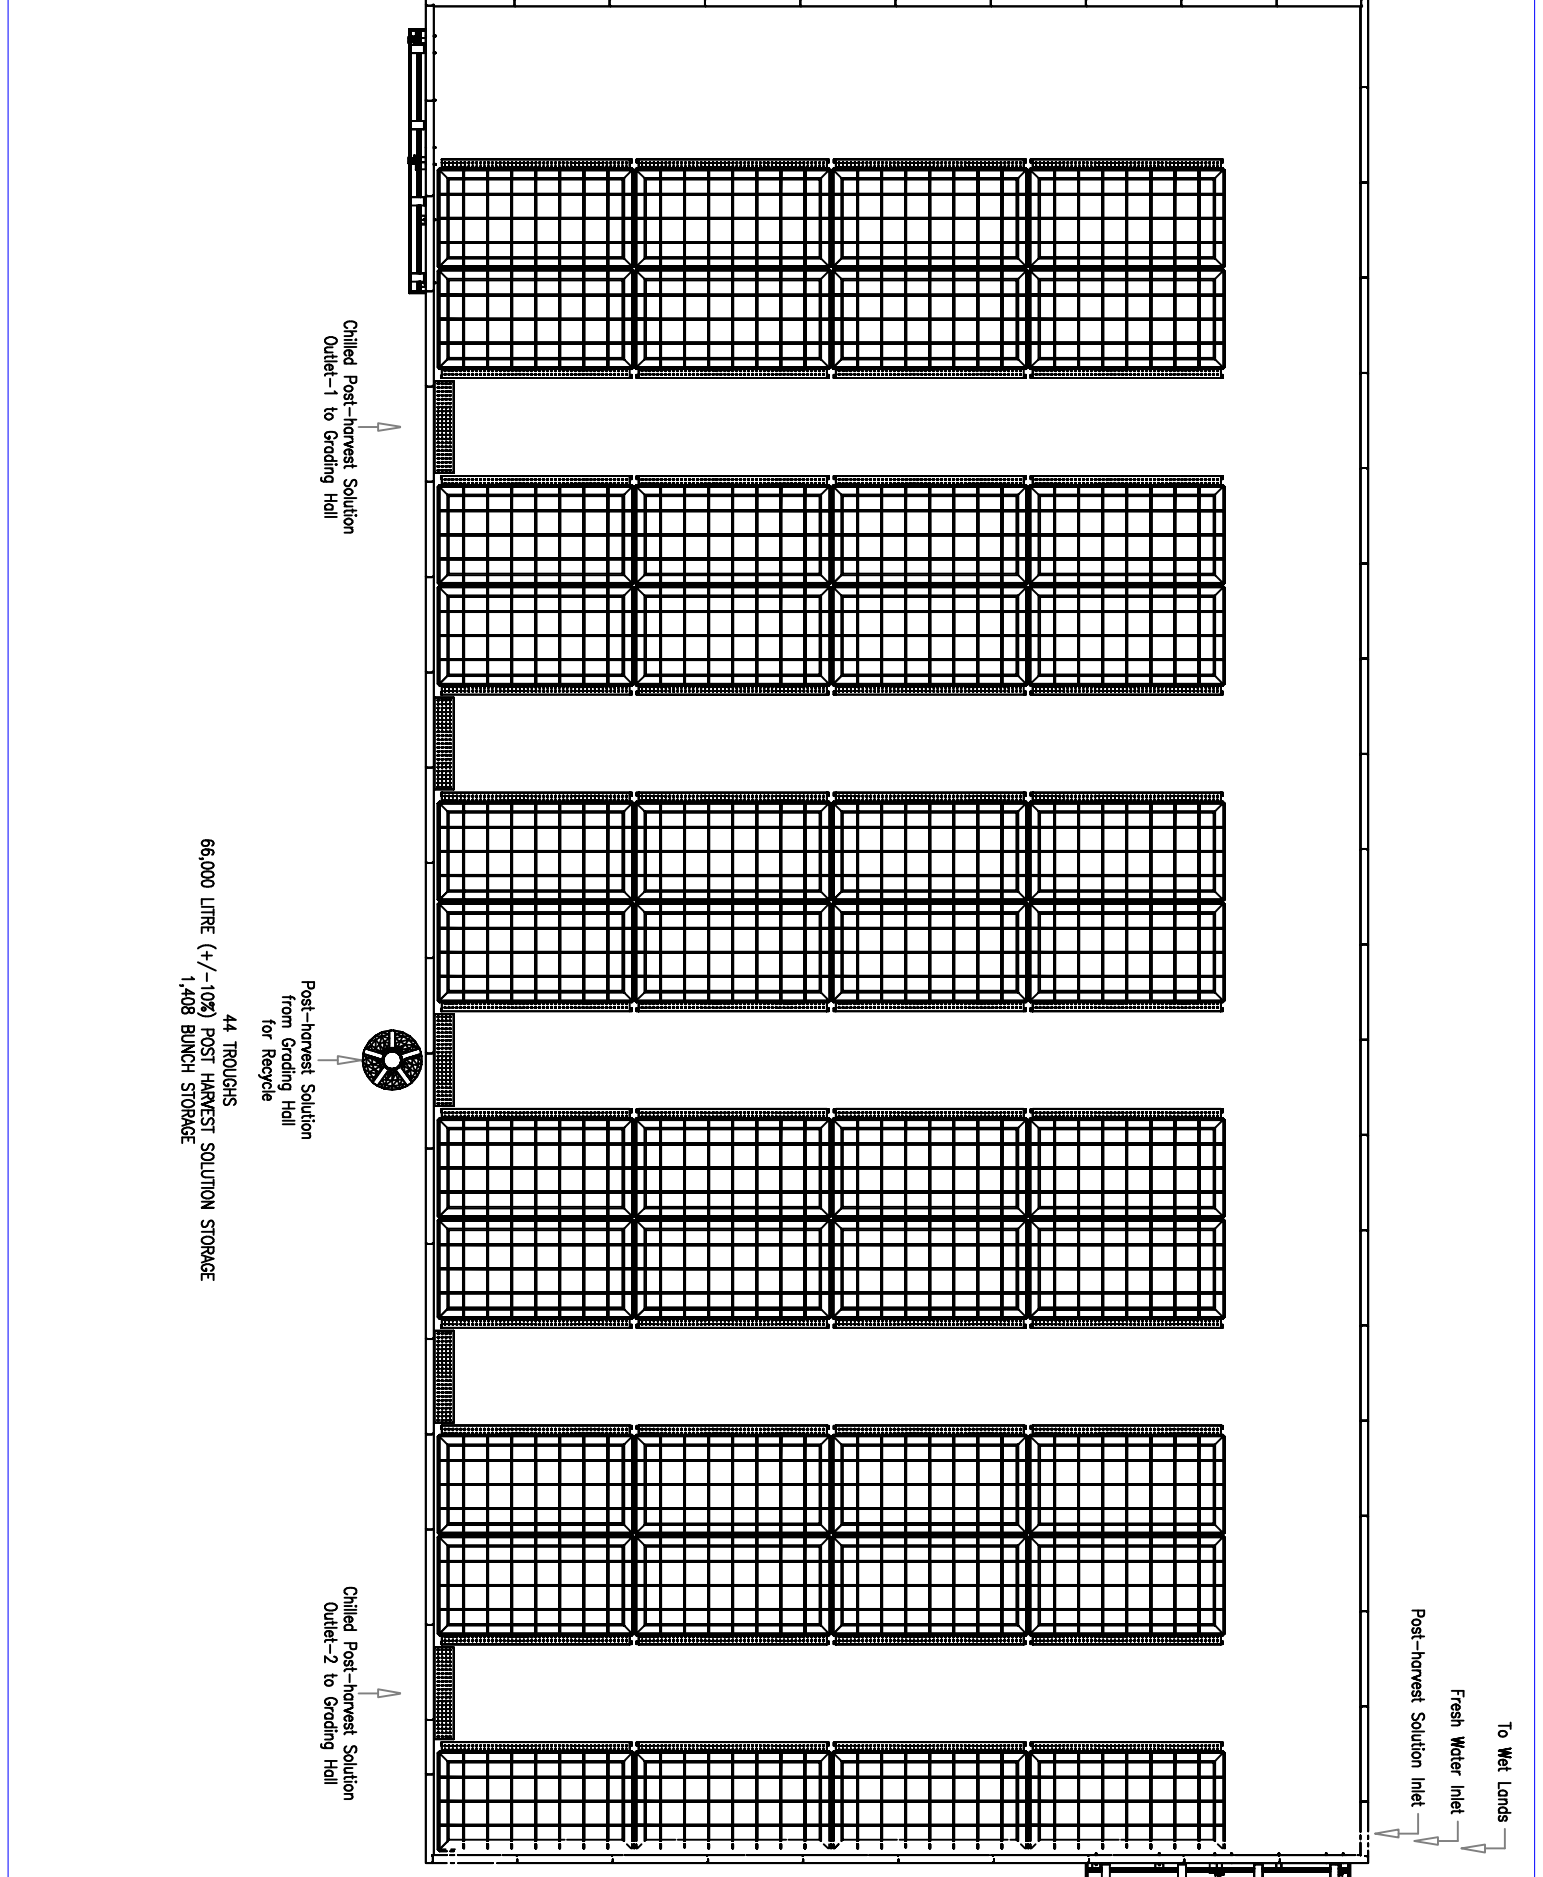 To Wet Lands
Fresh Water Inlet
Post-harvest Solution Inlet
Chilled Post-harvest Solution
Outlet-1 to Grading Hall
Post-harvest Solution
from Grading Hall
for Recycle
Chilled Post-harvest Solution
Outlet-2 to Grading Hall
44 TROUGHS
66,000 LITRE (+/-10%) POST HARVEST SOLUTION STORAGE
1,408 BUNCH STORAGE